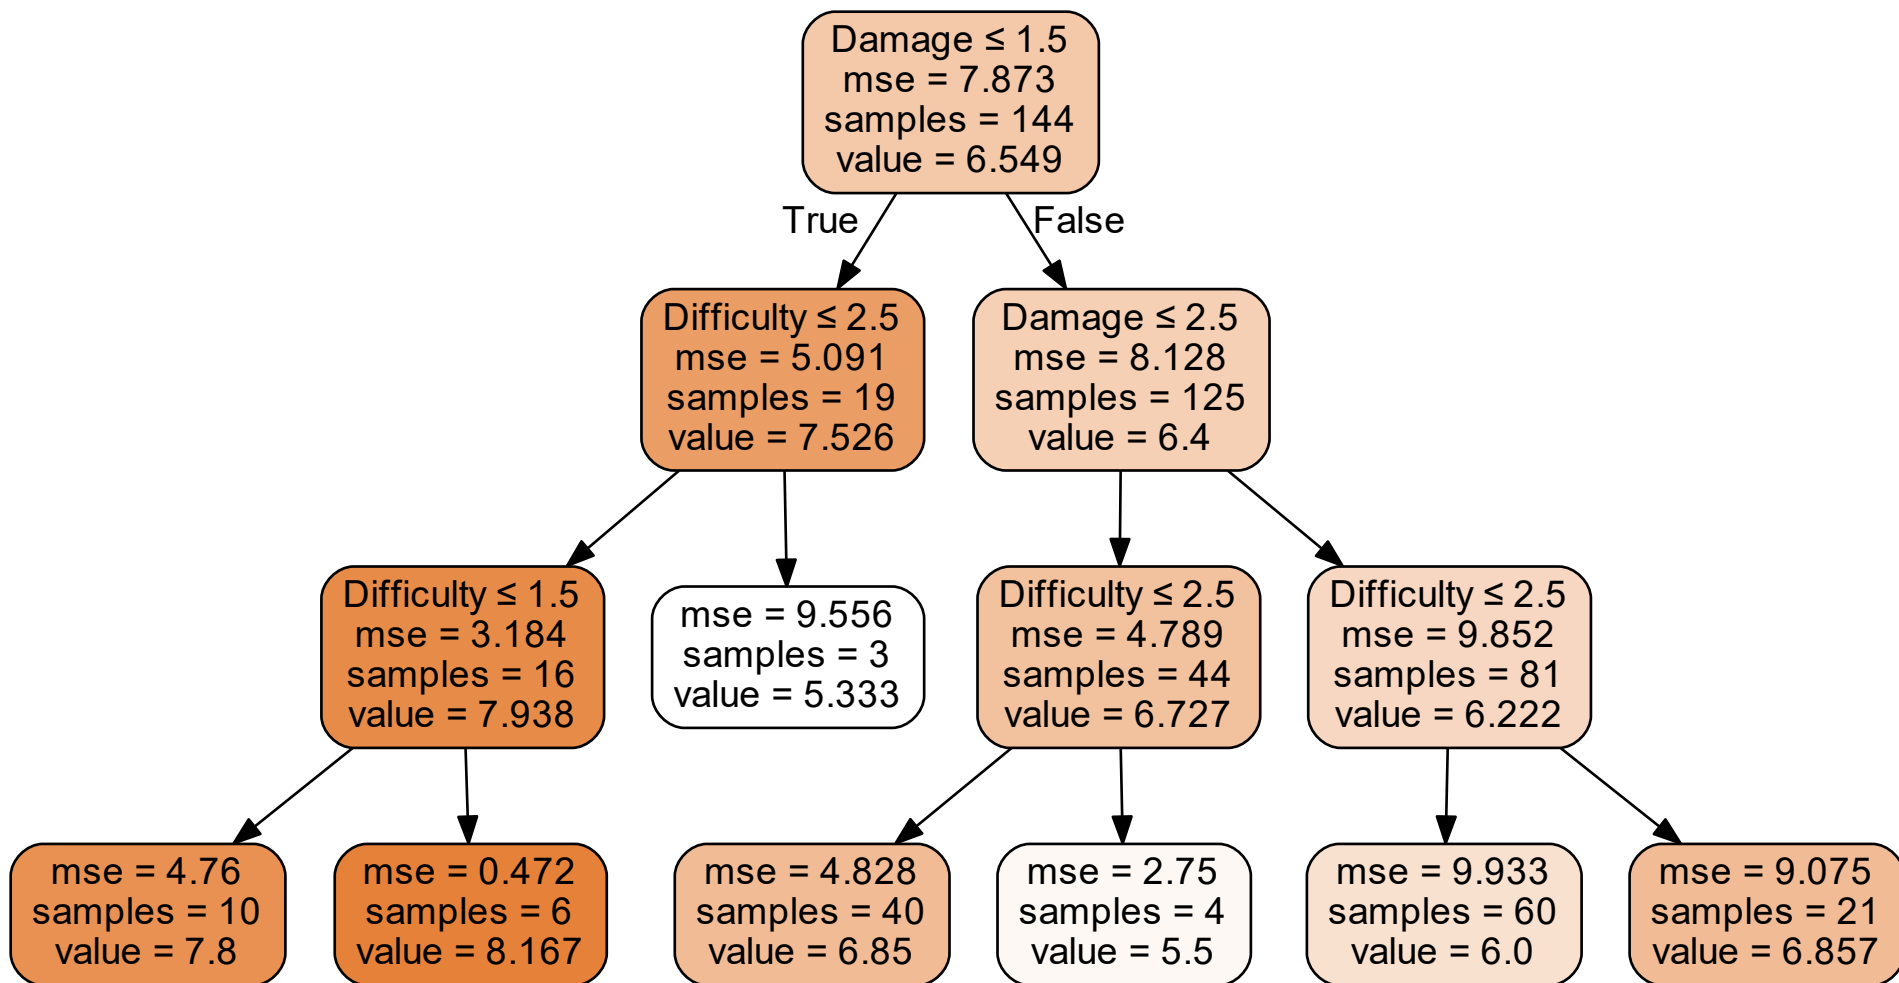 Damage ≤ 1.5
mse = 7.873
samples = 144
value = 6.549
True
False
Difficulty ≤ 2.5
mse = 5.091
samples = 19
value = 7.526
Damage ≤ 2.5
mse = 8.128
samples = 125
value = 6.4
Difficulty ≤ 1.5
mse = 3.184
samples = 16
value = 7.938
mse = 9.556
samples = 3
value = 5.333
Difficulty ≤ 2.5
mse = 4.789
samples = 44
value = 6.727
Difficulty ≤ 2.5
mse = 9.852
samples = 81
value = 6.222
mse = 4.76
samples = 10
value = 7.8
mse = 0.472
samples = 6
value = 8.167
mse = 4.828
samples = 40
value = 6.85
mse = 2.75
samples = 4
value = 5.5
mse = 9.933
samples = 60
value = 6.0
mse = 9.075
samples = 21
value = 6.857